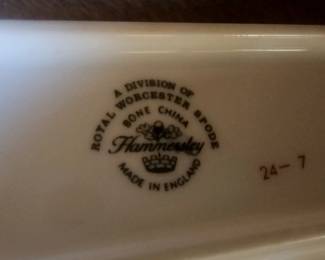 A DIVISION OF
ROYAL WORCESTER SPODE
BONE CHINA
Hammersley
MADE IN ENGLAND
24-7